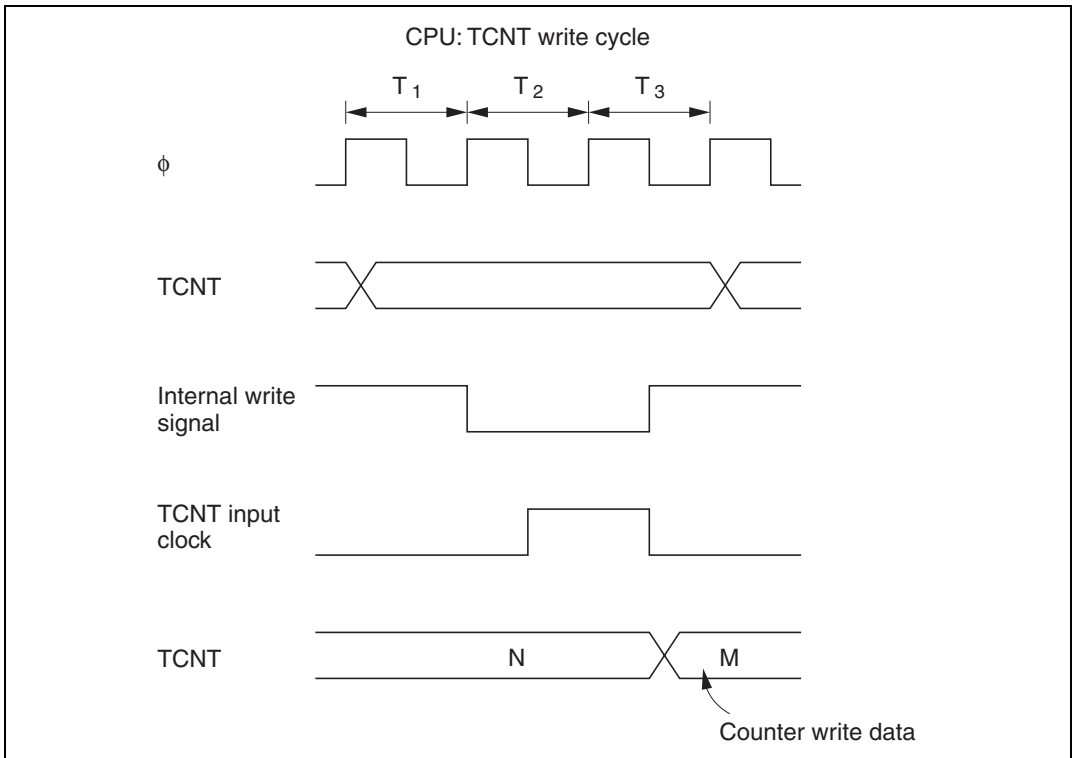 CPU: TCNT write cycle
T1 T2 T3
ϕ
TCNT
Internal write
signal
TCNT input
clock
TCNT
N M
Counter write data